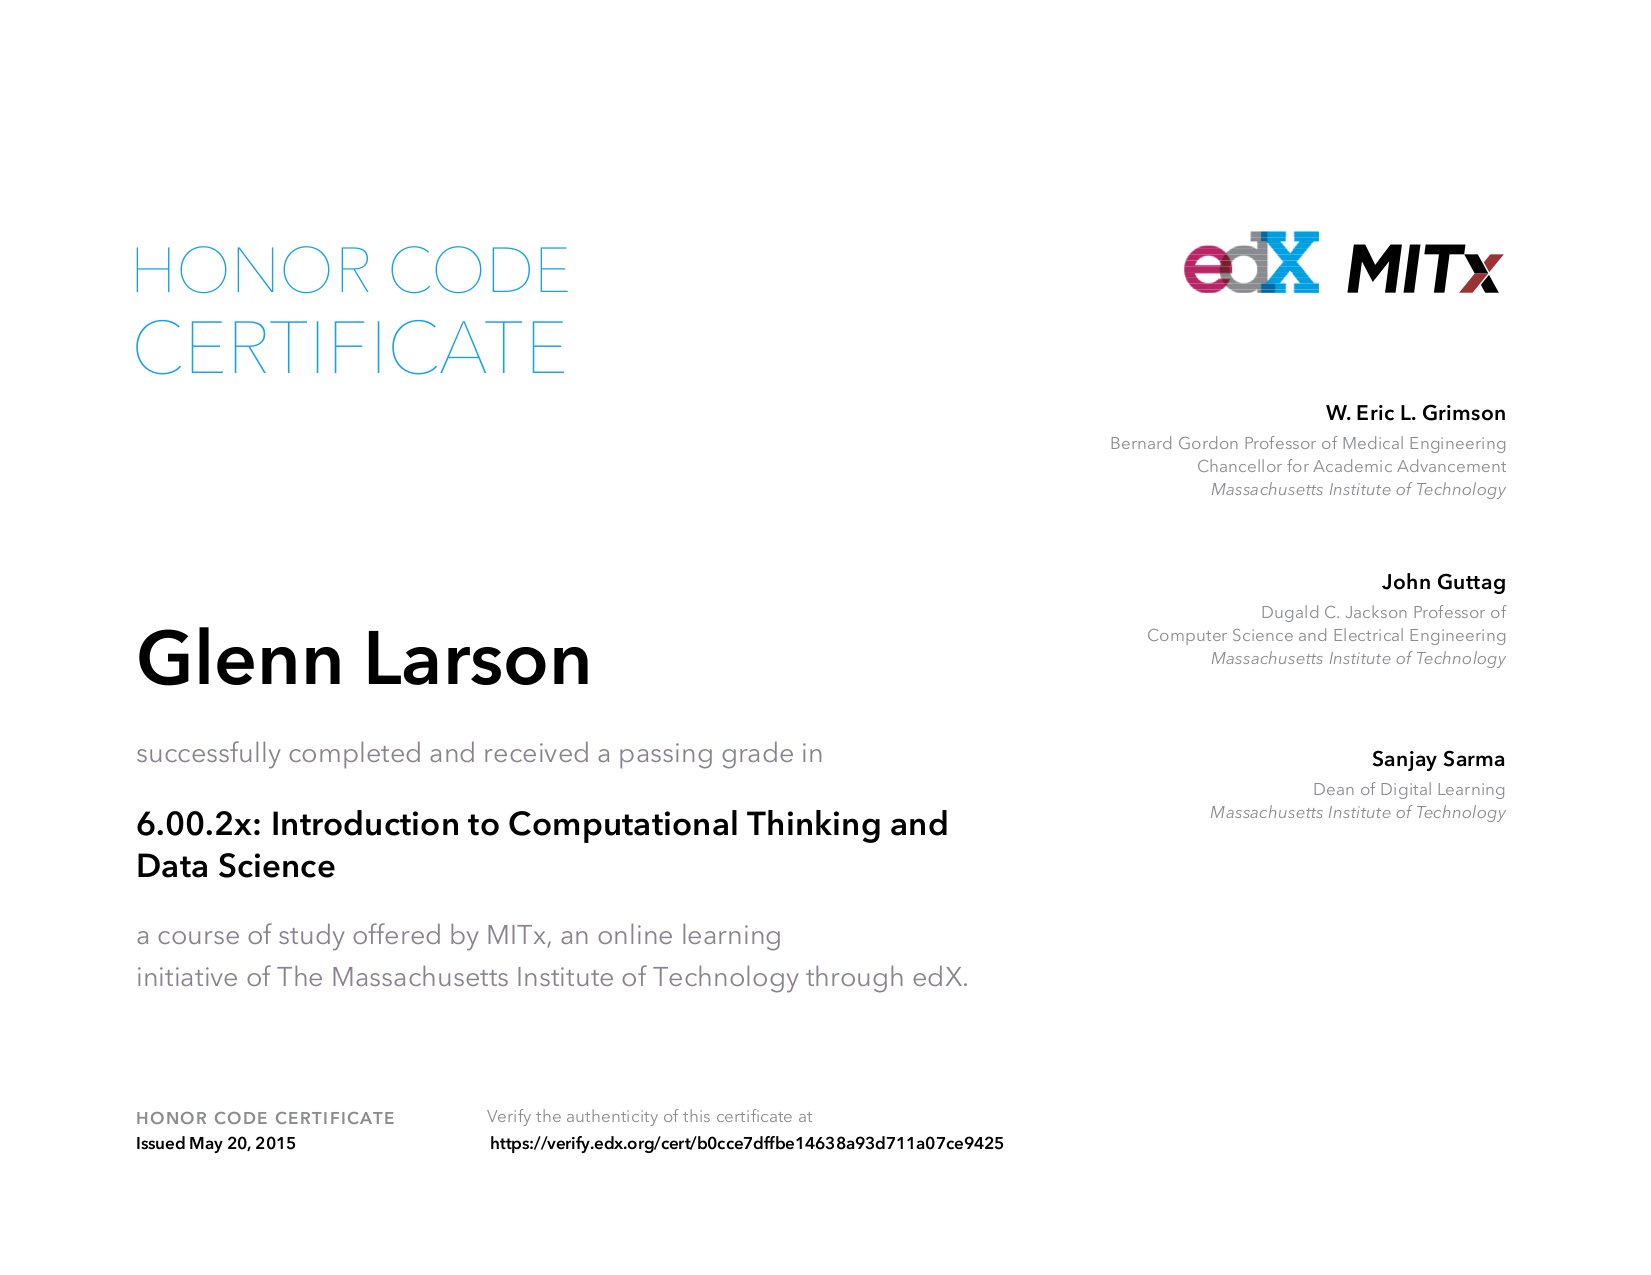 HONOR CODE
CERTIFICATE
edX MITx
W. Eric L. Grimson
Bernard Gordon Professor of Medical Engineering
Chancellor for Academic Advancement
Massachusetts Institute of Technology
John Guttag
Dugald C. Jackson Professor of
Computer Science and Electrical Engineering
Massachusetts Institute of Technology
Sanjay Sarma
Dean of Digital Learning
Massachusetts Institute of Technology
Glenn Larson
successfully completed and received a passing grade in
6.00.2x: Introduction to Computational Thinking and
Data Science
a course of study offered by MITx, an online learning
initiative of The Massachusetts Institute of Technology through edX.
HONOR CODE CERTIFICATE
Issued May 20, 2015
Verify the authenticity of this certificate at
https://verify.edx.org/cert/b0cce7dffbe14638a93d711a07ce9425